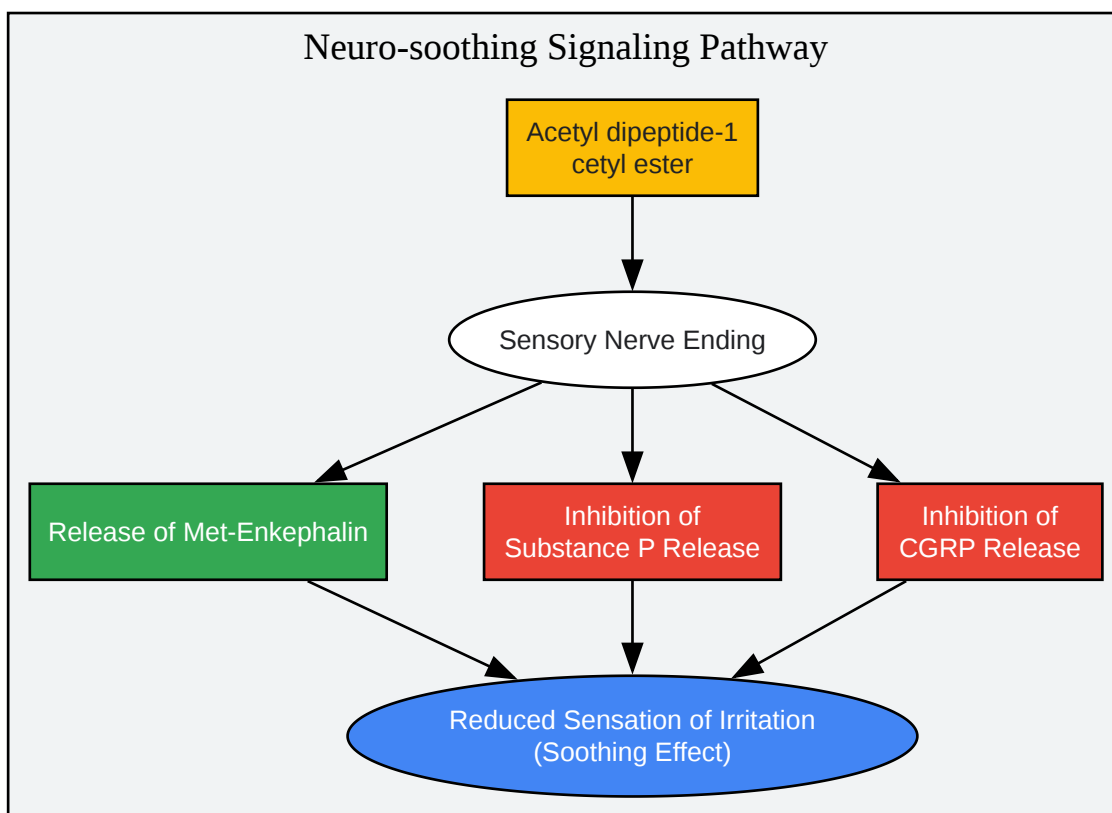 Neuro-soothing Signaling Pathway
Acetyl dipeptide-1
cetyl ester
Sensory Nerve Ending
Release of Met-Enkephalin
Inhibition of
Substance P Release
Inhibition of
CGRP Release
Reduced Sensation of Irritation
(Soothing Effect)